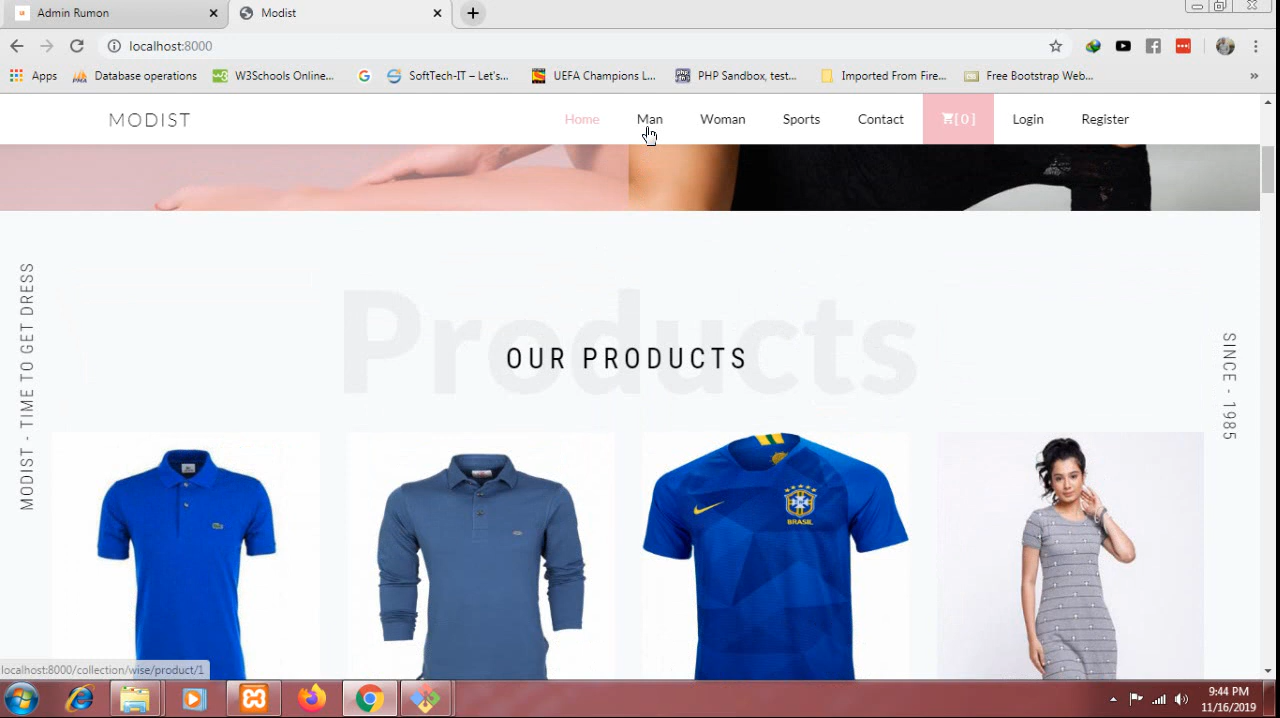 Admin Rumon
Modist
localhost:8000
Apps
Database operations
W3Schools Online...
SoftTech-IT – Let's...
UEFA Champions L...
PHP Sandbox, test...
Imported From Fire...
Free Bootstrap Web...
»
MODIST
Home
Man
Woman
Sports
Contact
[0]
Login
Register
MODIST - TIME TO GET DRESS
Products
OUR PRODUCTS
SINCE - 1985
BRASIL
localhost:8000/collection/wise/product/1
9:44 PM
11/16/2019